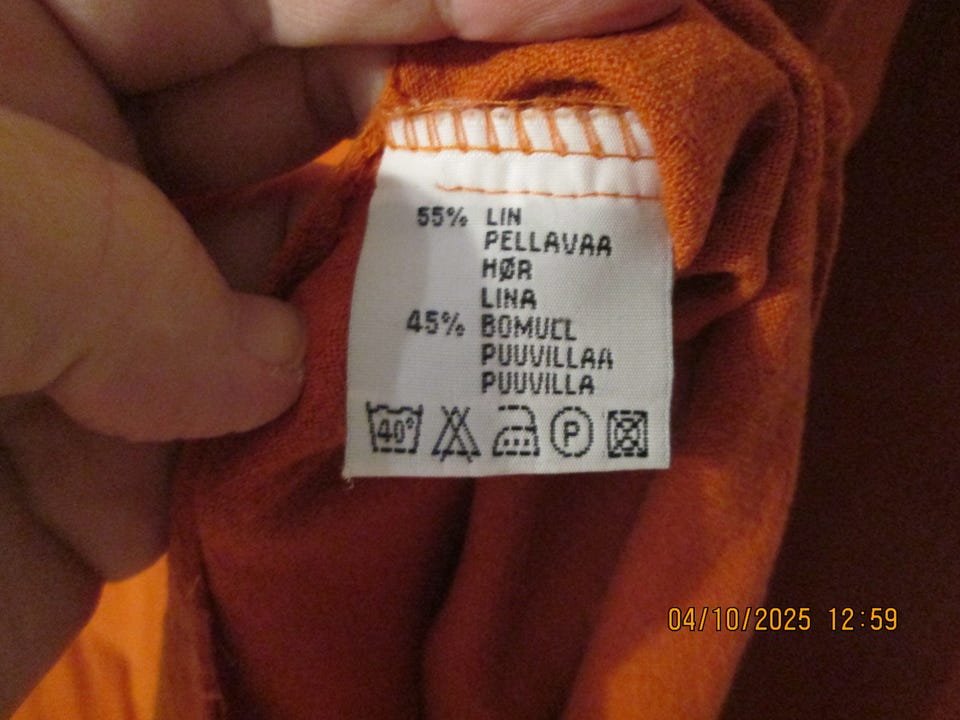 55% LIN
PELLAVAA
HØR
LINA
45% BOMULL
PUUVILLAA
PUUVILLA
40° P
04/10/2025 12:59